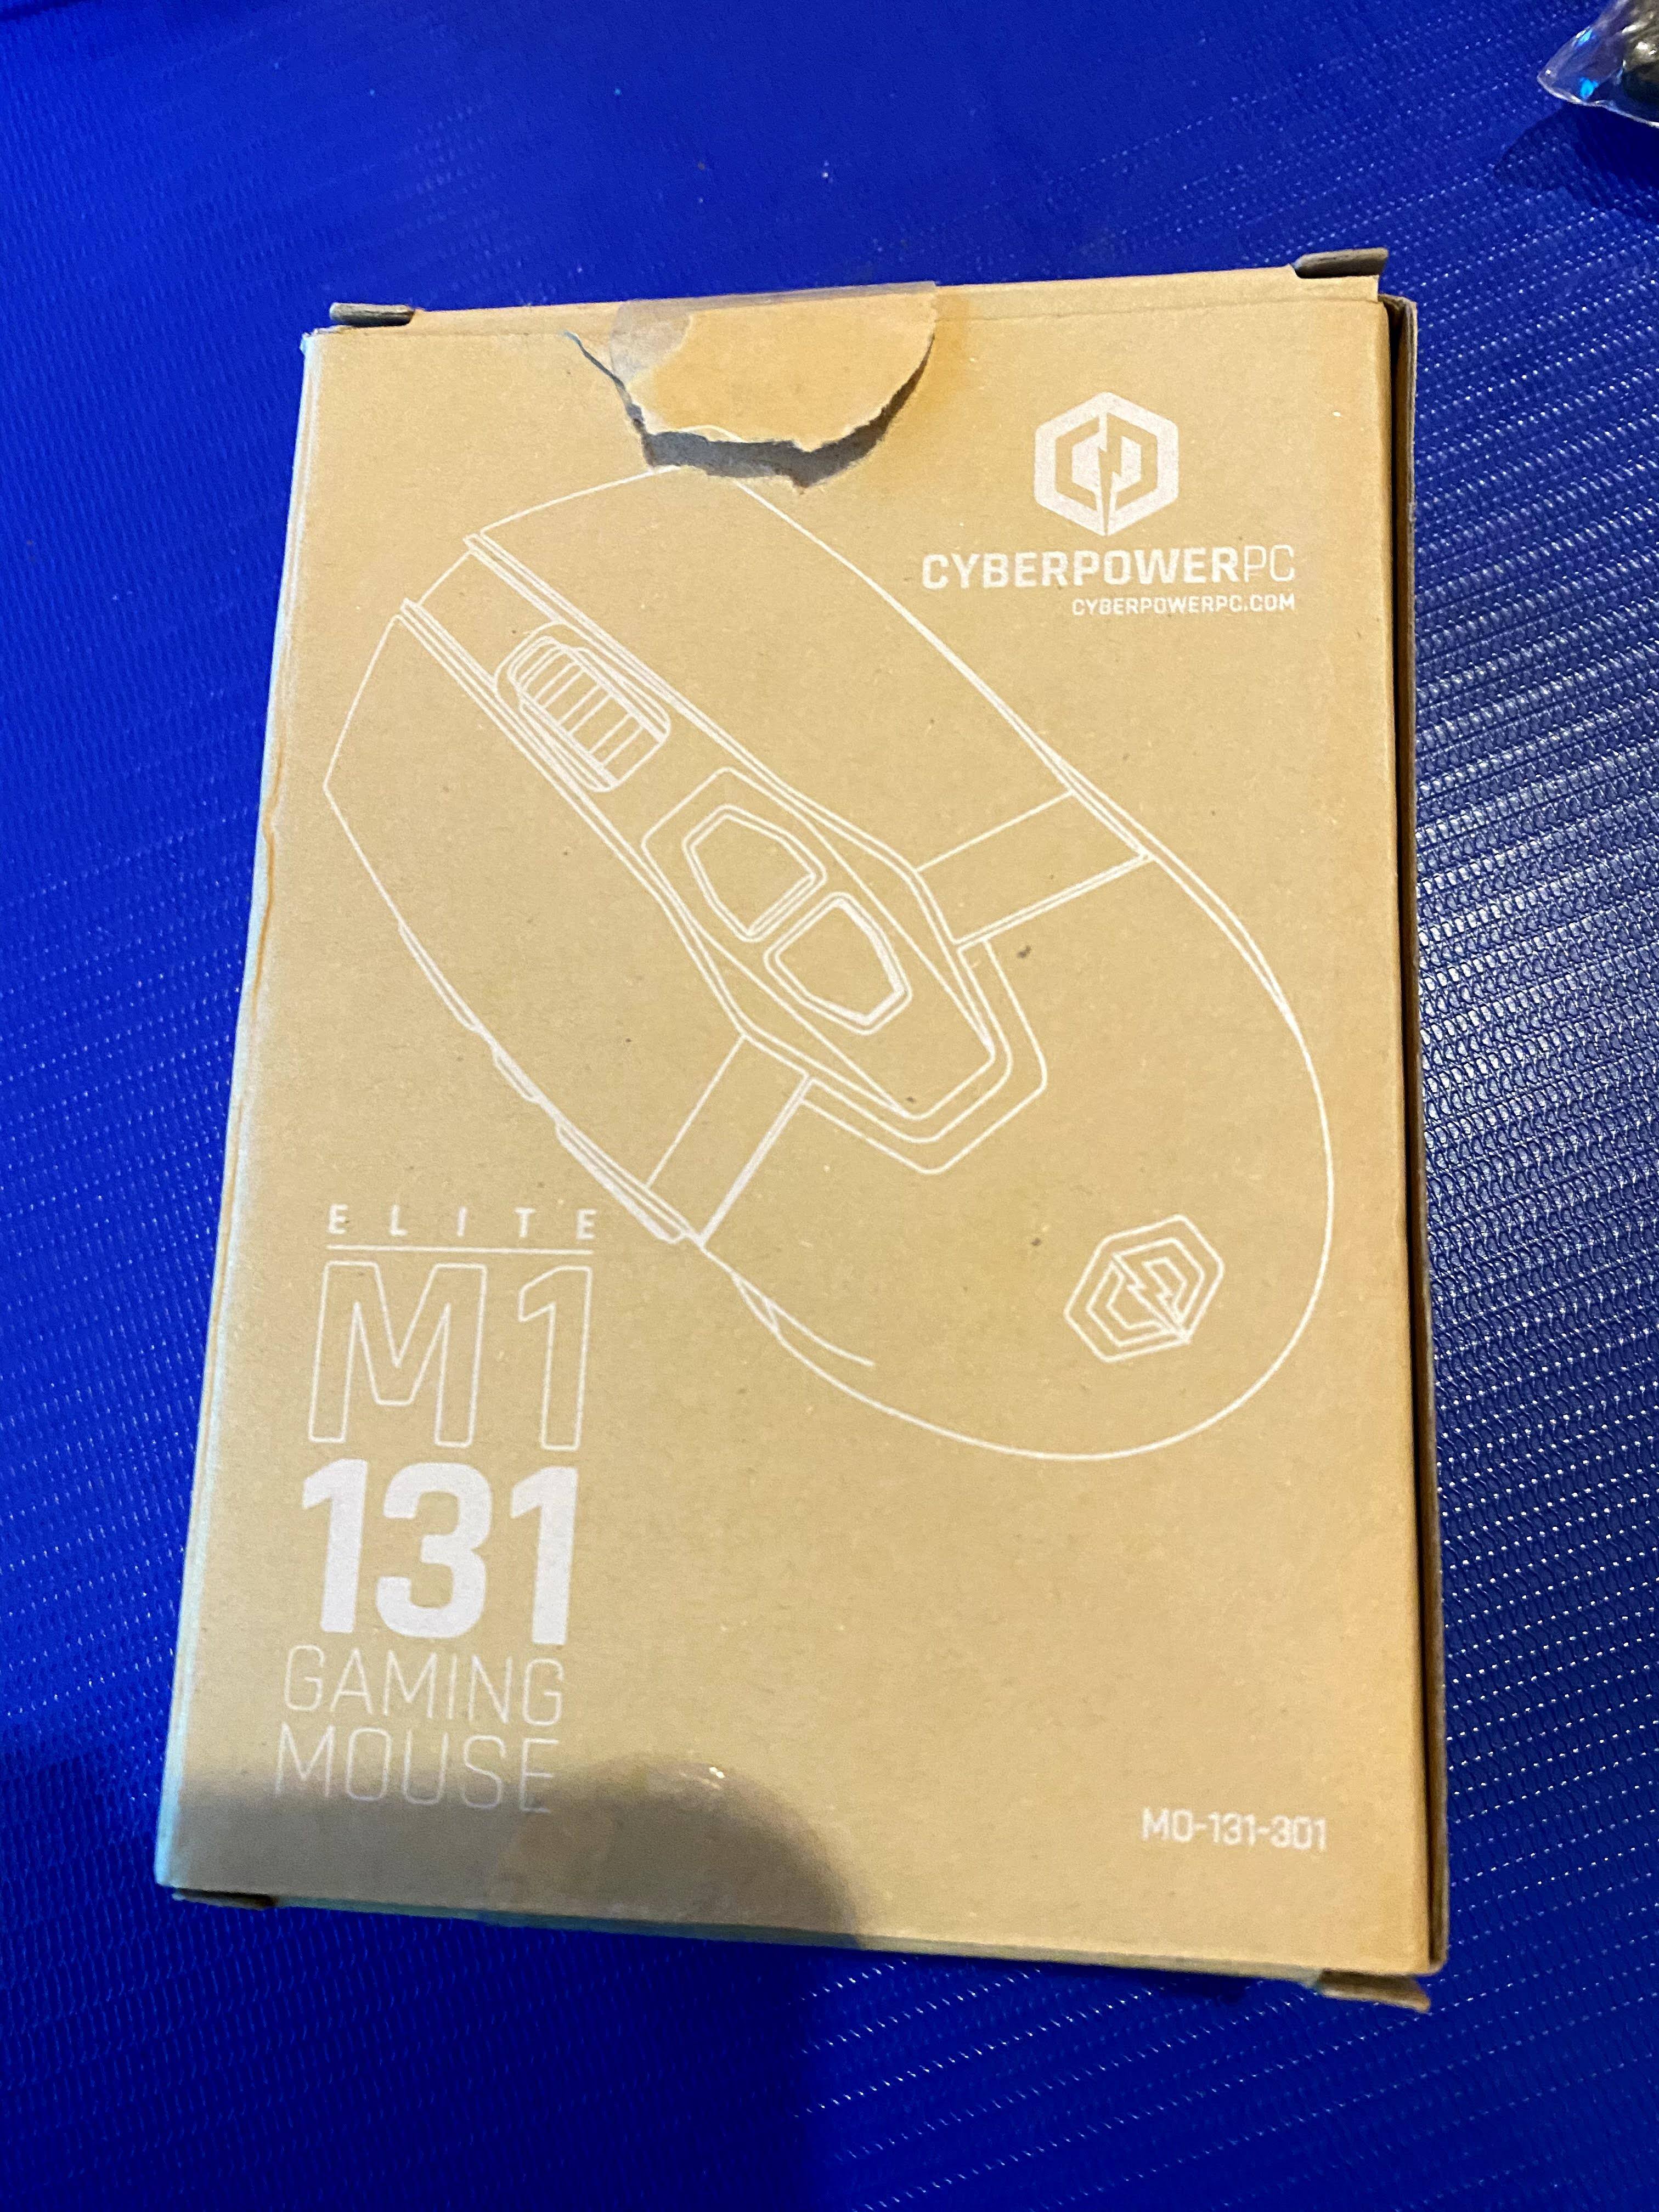 CYBERPOWERPC
CYBERPOWERPC.COM
ELITE
M1
131
GAMING
MOUSE
MO-131-301